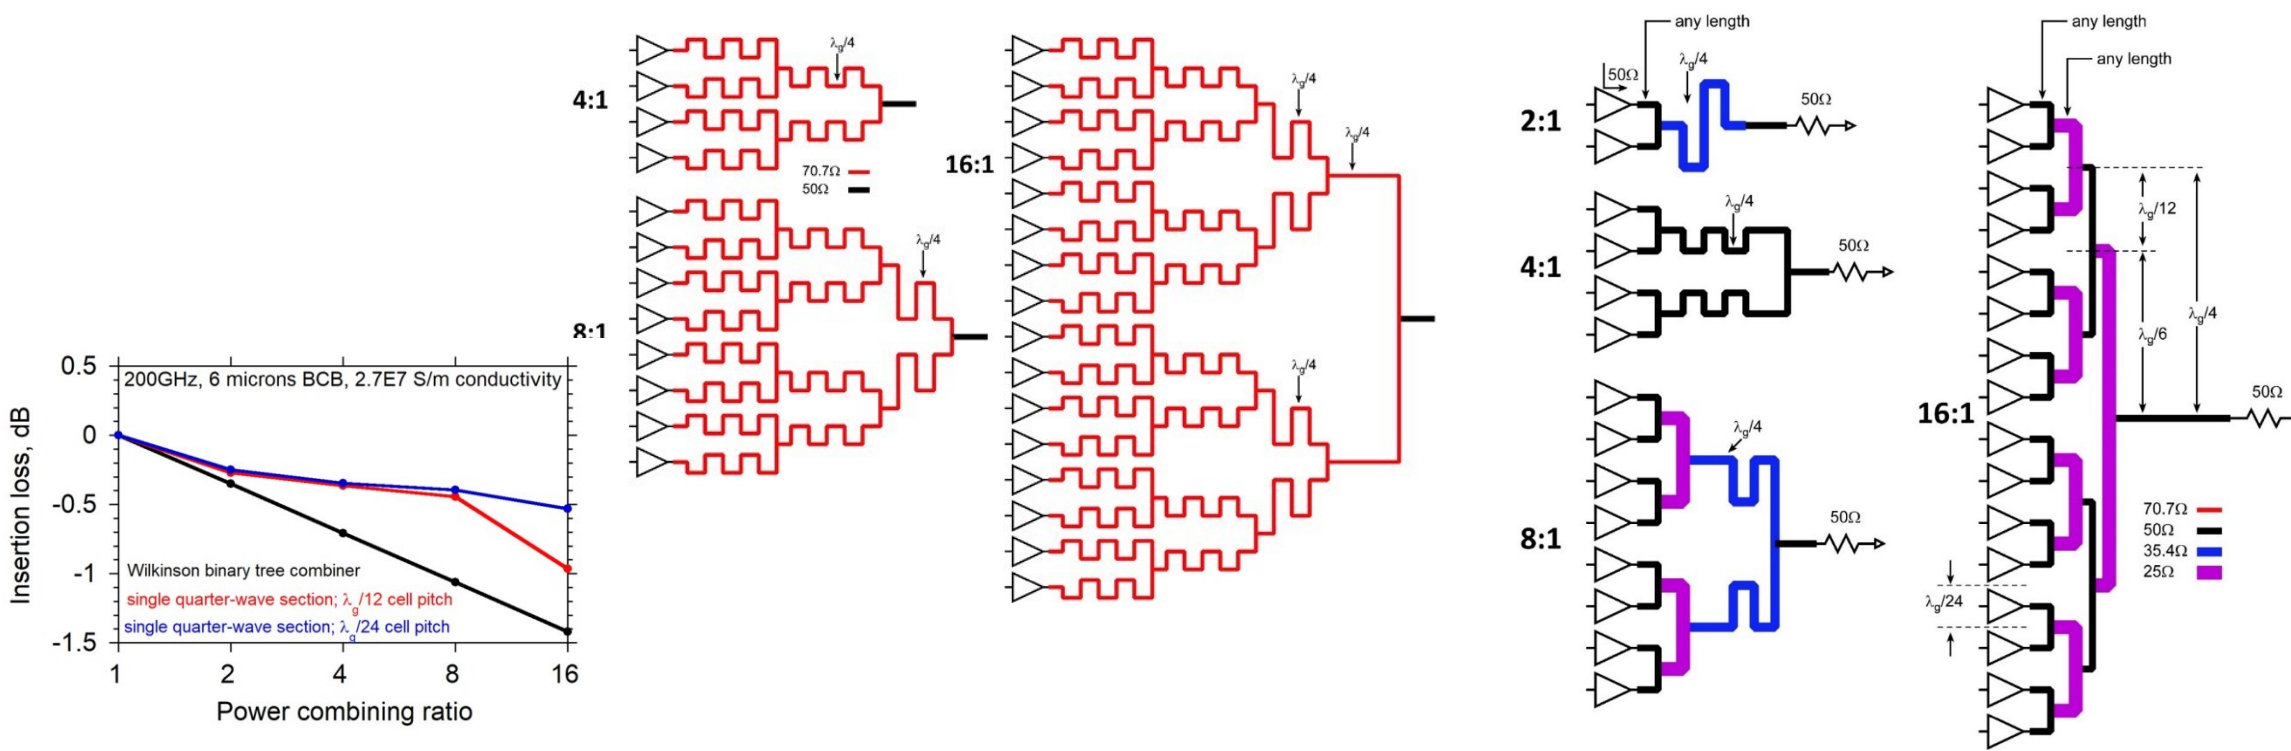 Insertion loss, dB
0.5
0
-0.5
-1
-1.5
200GHz, 6 microns BCB, 2.7E7 S/m conductivity
Wilkinson binary tree combiner
single quarter-wave section; λg/12 cell pitch
single quarter-wave section; λg/24 cell pitch
1 2 4 8 16
Power combining ratio
4:1
λg/4
70.7Ω
50Ω
8:1
λg/4
16:1
λg/4
λg/4
λg/4
2:1
any length
50Ω
λg/4
50Ω
4:1
λg/4
50Ω
8:1
λg/4
50Ω
16:1
any length
any length
λg/12
λg/6
λg/4
50Ω
70.7Ω
50Ω
35.4Ω
25Ω
λg/24